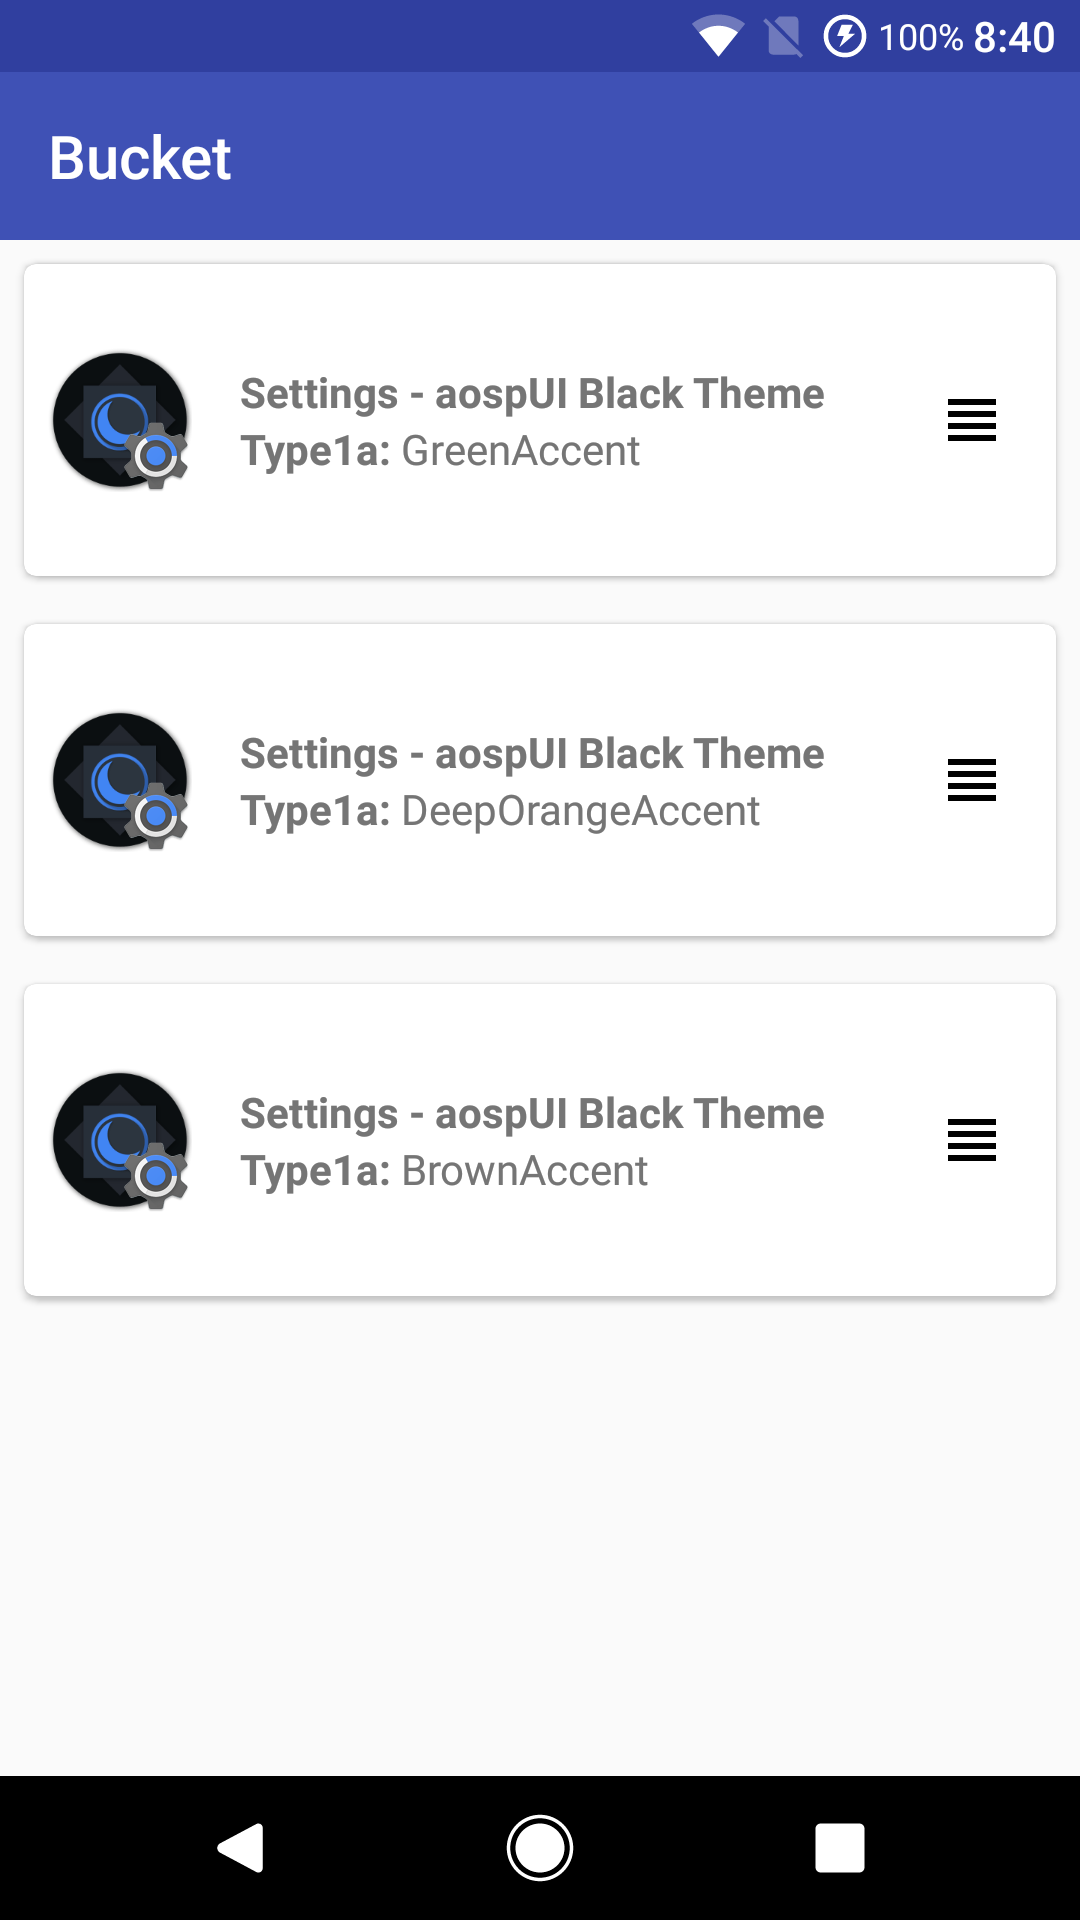 100% 8:40
Bucket
Settings - aospUI Black Theme
Type1a: GreenAccent
Settings - aospUI Black Theme
Type1a: DeepOrangeAccent
Settings - aospUI Black Theme
Type1a: BrownAccent